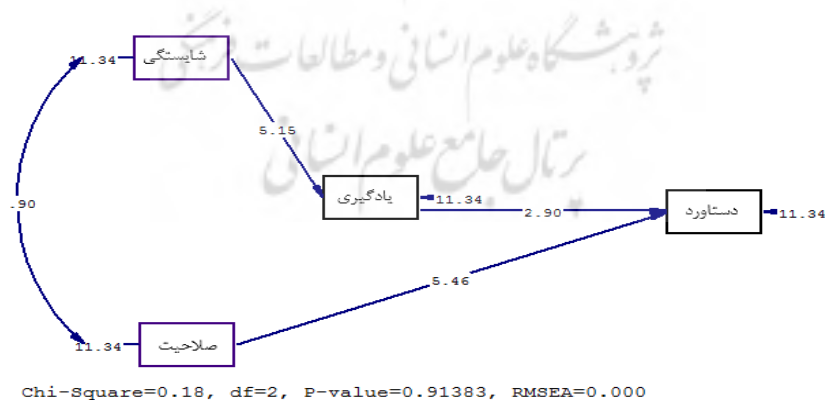 پژوهشگاه علوم انسانی و مطالعات فرهنگی
پرتال جامع علوم انسانی
11.34
شایستگی
5.15
یادگیری
11.34
2.90
دستاورد
11.34
.90
5.46
11.34
صلاحیت
Chi-Square=0.18, df=2, P-value=0.91383, RMSEA=0.000